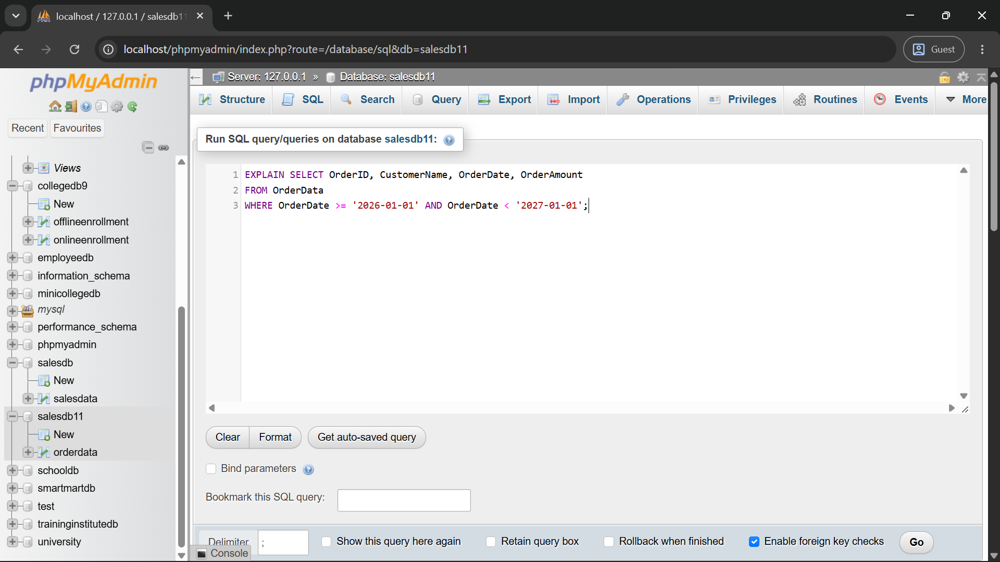 localhost / 127.0.0.1 / salesdb11
localhost/phpmyadmin/index.php?route=/database/sql&db=salesdb11
Guest
phpMyAdmin
Recent
Favourites
Views
collegedb9
New
offlineenrollment
onlineenrollment
employeedb
information_schema
minicollegedb
mysql
performance_schema
phpmyadmin
salesdb
New
salesdata
salesdb11
New
orderdata
schooldb
smartmartdb
test
traininginstitutedb
university
Server: 127.0.0.1 » Database: salesdb11
Structure
SQL
Search
Query
Export
Import
Operations
Privileges
Routines
Events
More
Run SQL query/queries on database salesdb11:
1 EXPLAIN SELECT OrderID, CustomerName, OrderDate, OrderAmount
2 FROM OrderData
3 WHERE OrderDate >= '2026-01-01' AND OrderDate < '2027-01-01';
Clear
Format
Get auto-saved query
Bind parameters
Bookmark this SQL query:
Delimiter ;
Show this query here again
Retain query box
Rollback when finished
Enable foreign key checks
Go
Console